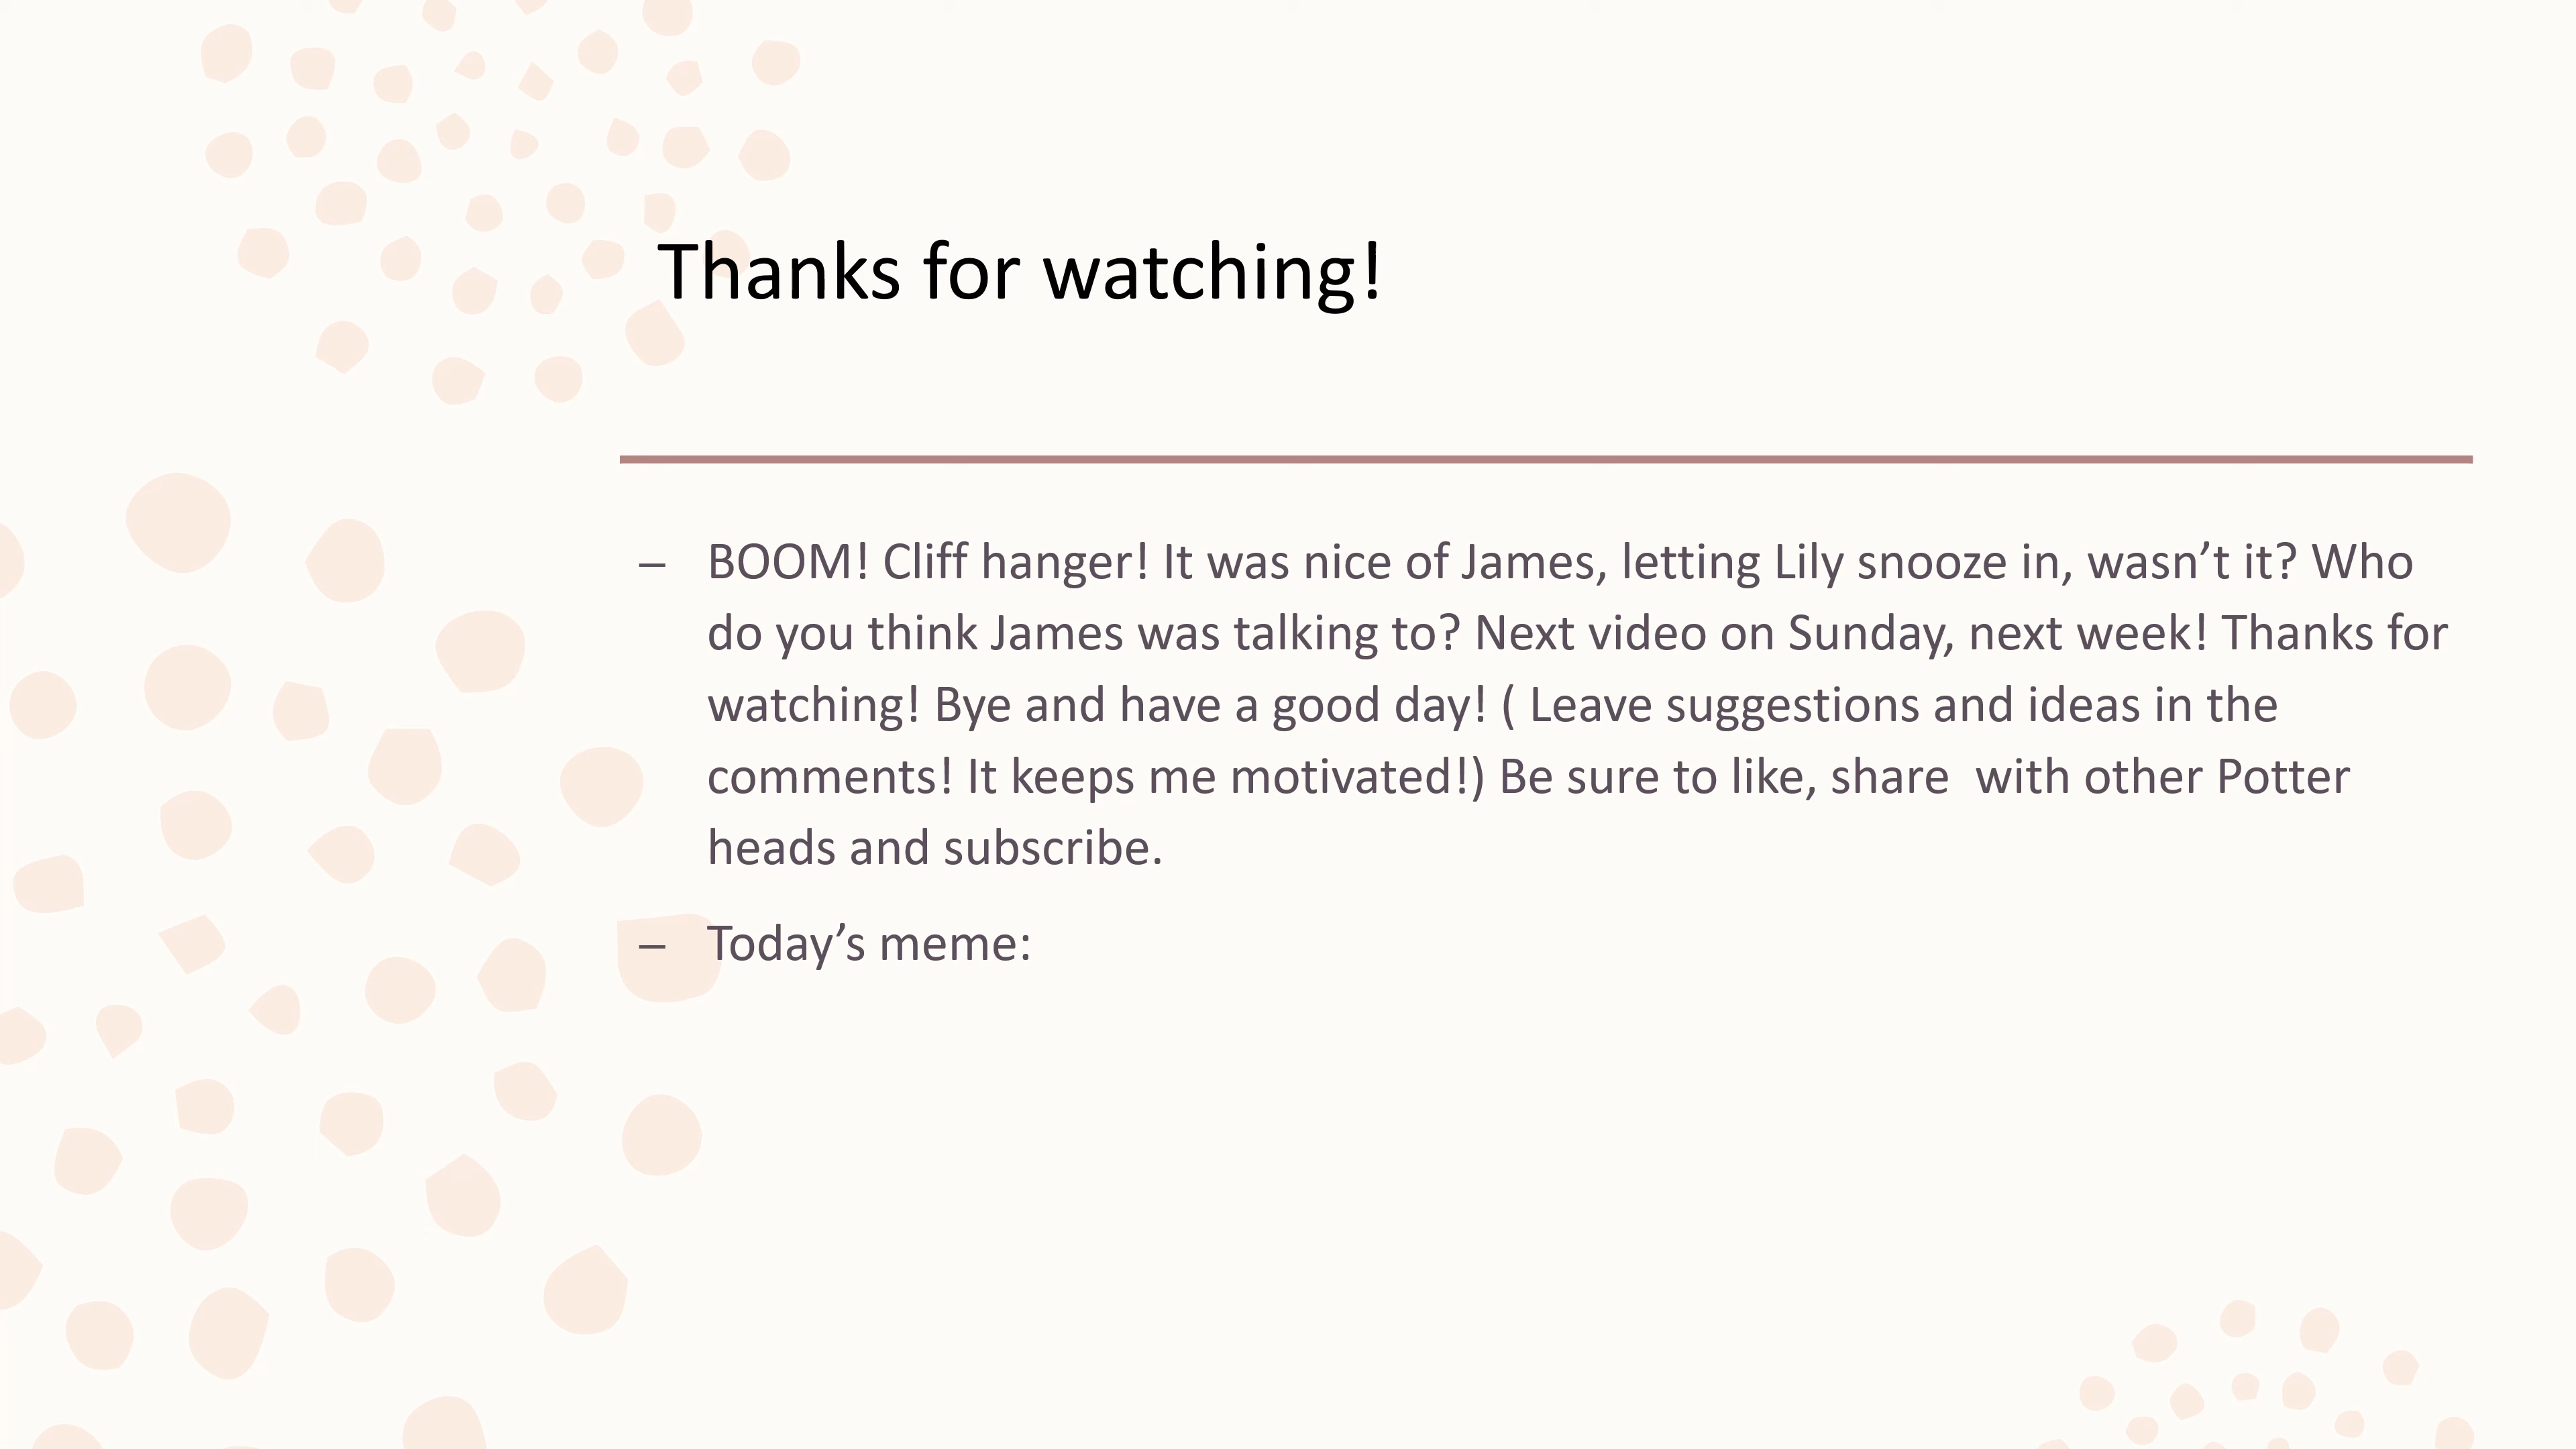 Thanks for watching!
– BOOM! Cliff hanger! It was nice of James, letting Lily snooze in, wasn’t it? Who
do you think James was talking to? Next video on Sunday, next week! Thanks for
watching! Bye and have a good day! ( Leave suggestions and ideas in the
comments! It keeps me motivated!) Be sure to like, share  with other Potter
heads and subscribe.
– Today’s meme: